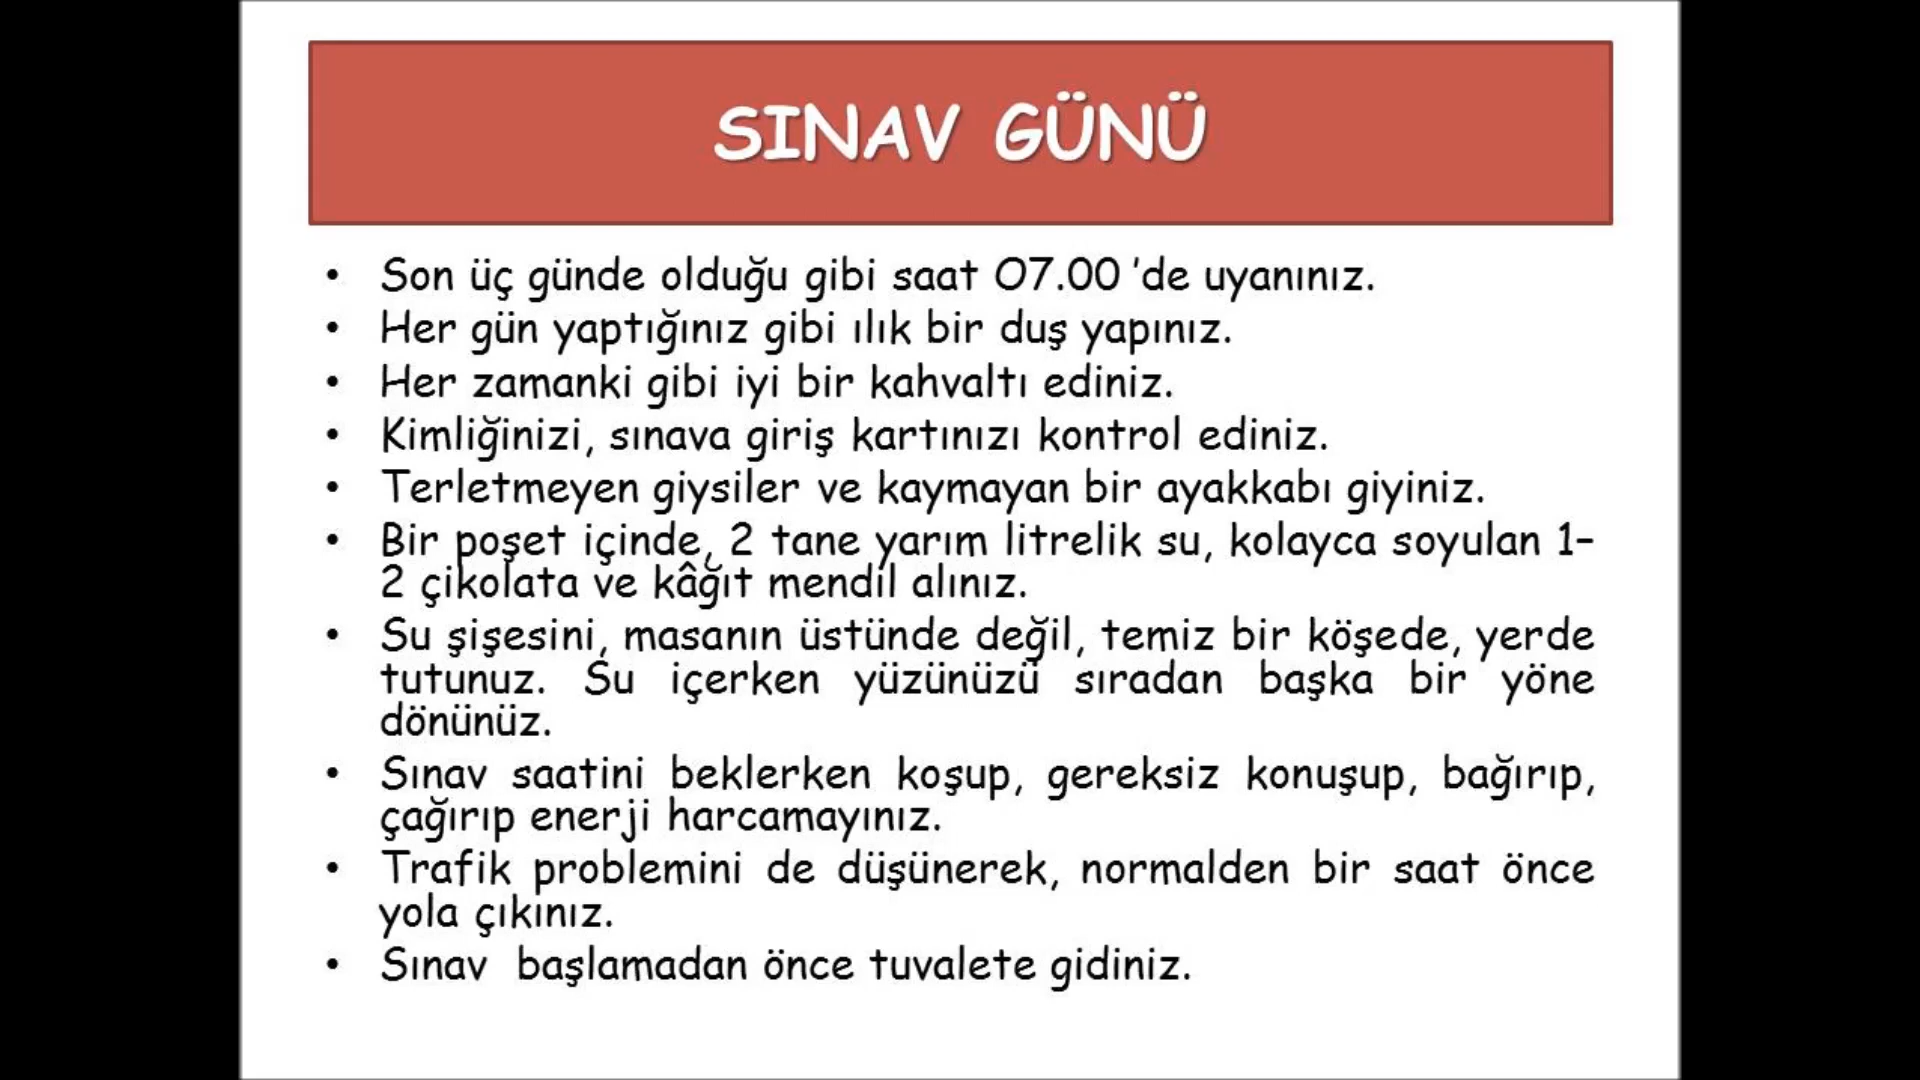 SINAV GÜNÜ
• Son üç günde olduğu gibi saat O7.00 'de uyanınız.
• Her gün yaptığınız gibi ılık bir duş yapınız.
• Her zamanki gibi iyi bir kahvaltı ediniz.
• Kimliğinizi, sınava giriş kartınızı kontrol ediniz.
• Terletmeyen giysiler ve kaymayan bir ayakkabı giyiniz.
• Bir poşet içinde, 2 tane yarım litrelik su, kolayca soyulan 1–
2 çikolata ve kâğıt mendil alınız.
• Su şişesini, masanın üstünde değil, temiz bir köşede, yerde
tutunuz. Su içerken yüzünüzü sıradan başka bir yöne
dönünüz.
• Sınav saatini beklerken koşup, gereksiz konuşup, bağırıp,
çağırıp enerji harcamayınız.
• Trafik problemini de düşünerek, normalden bir saat önce
yola çıkınız.
• Sınav başlamadan önce tuvalete gidiniz.